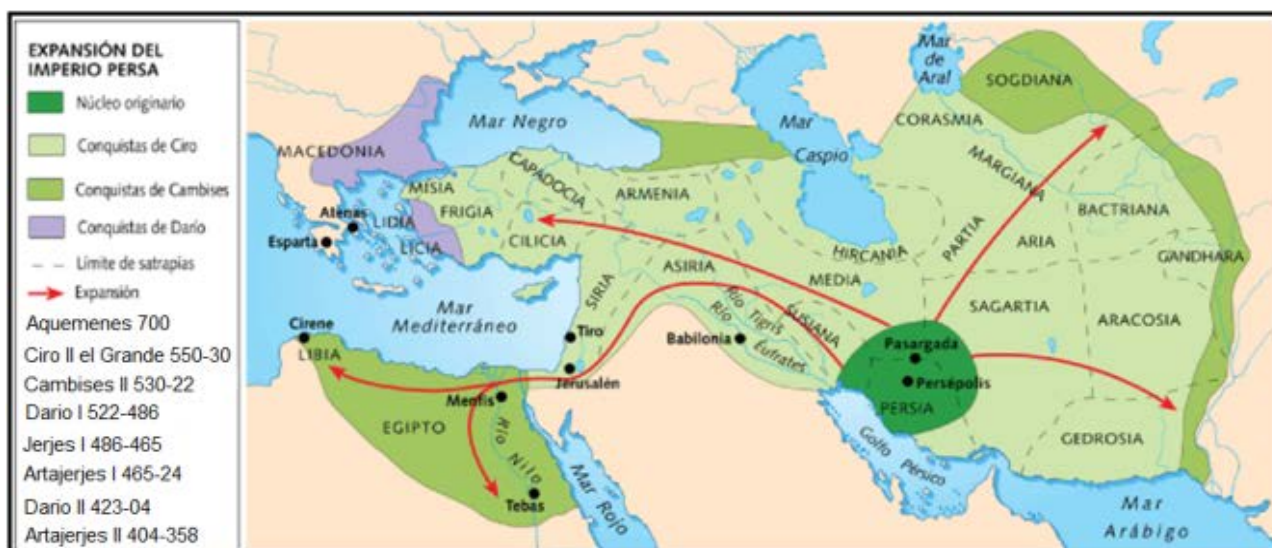 EXPANSIÓN DEL
IMPERIO PERSA
Núcleo originario
Conquistas de Ciro
Conquistas de Cambises
Conquistas de Darío
Límite de satrapias
Expansión
Aquemenes 700
Ciro II el Grande 550-30
Cambises II 530-22
Dario I 522-486
Jerjes I 486-465
Artajerjes I 465-24
Dario II 423-04
Artajerjes II 404-358
Mar
de
Aral
SOGDIANA
Mar Negro
Mar
Caspio
CORASMIA
MACEDONIA
MARGIANA
MISIA
CAPADOCIA
ARMENIA
BACTRIANA
Atenas
LIDIA
FRIGIA
PARTIA
ARIA
Esparta
LICIA
CILICIA
HIRCANIA
GANDHARA
ASIRIA
MEDIA
SIRIA
SAGARTIA
ARACOSIA
Mar
Mediterráneo
Río Tigris
SUSIANA
Cirene
Tiro
Babilonia
Río
Éufrates
Pasargada
LIBIA
Jerusalén
Persépolis
Menfis
PERSIA
EGIPTO
Río Nilo
GEDROSIA
Golfo Pérsico
Tebas
Mar Rojo
Mar
Arábigo